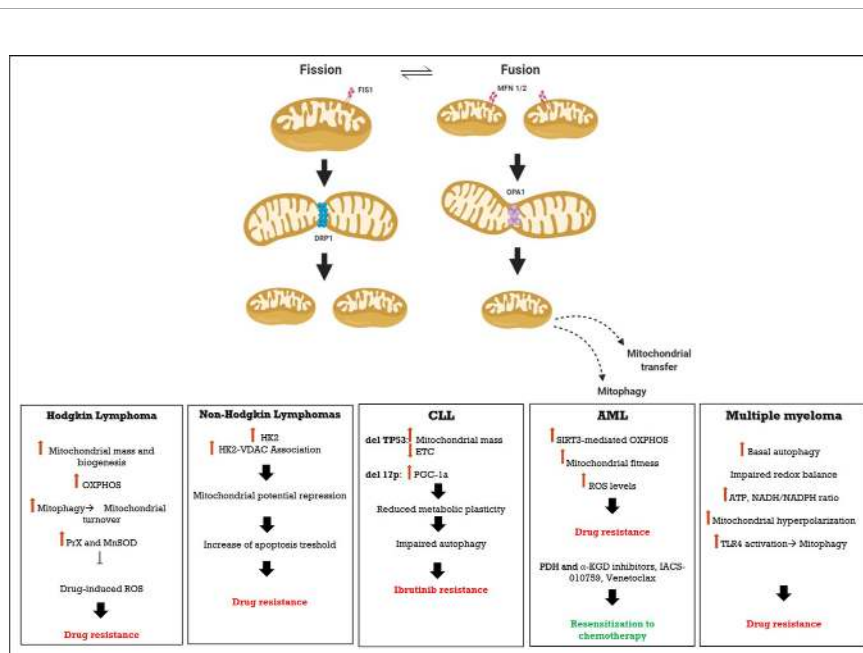 Fission
Fusion
FIS1
MFN 1/2
DRP1
OPA1
Mitochondrial
transfer
Mitophagy
Hodgkin Lymphoma
Mitochondrial mass and
biogenesis
OXPHOS
Mitophagy→ Mitochondrial
turnover
PrX and MnSOD
Drug-induced ROS
Drug resistance
Non-Hodgkin Lymphomas
HK2
HK2-VDAC Association
Mitochondrial potential repression
Increase of apoptosis treshold
Drug resistance
CLL
del TP53: Mitochondrial mass
ETC
del 17p: PGC-1a
Reduced metabolic plasticity
Impaired autophagy
Ibrutinib resistance
AML
SIRT3-mediated OXPHOS
Mitochondrial fitness
ROS levels
Drug resistance
PDH and α-KGD inhibitors, IACS-
010759, Venetoclax
Resensitization to
chemotherapy
Multiple myeloma
Basal autophagy
Impaired redox balance
ATP, NADH/NADPH ratio
Mitochondrial hyperpolarization
TLR4 activation→ Mitophagy
Drug resistance